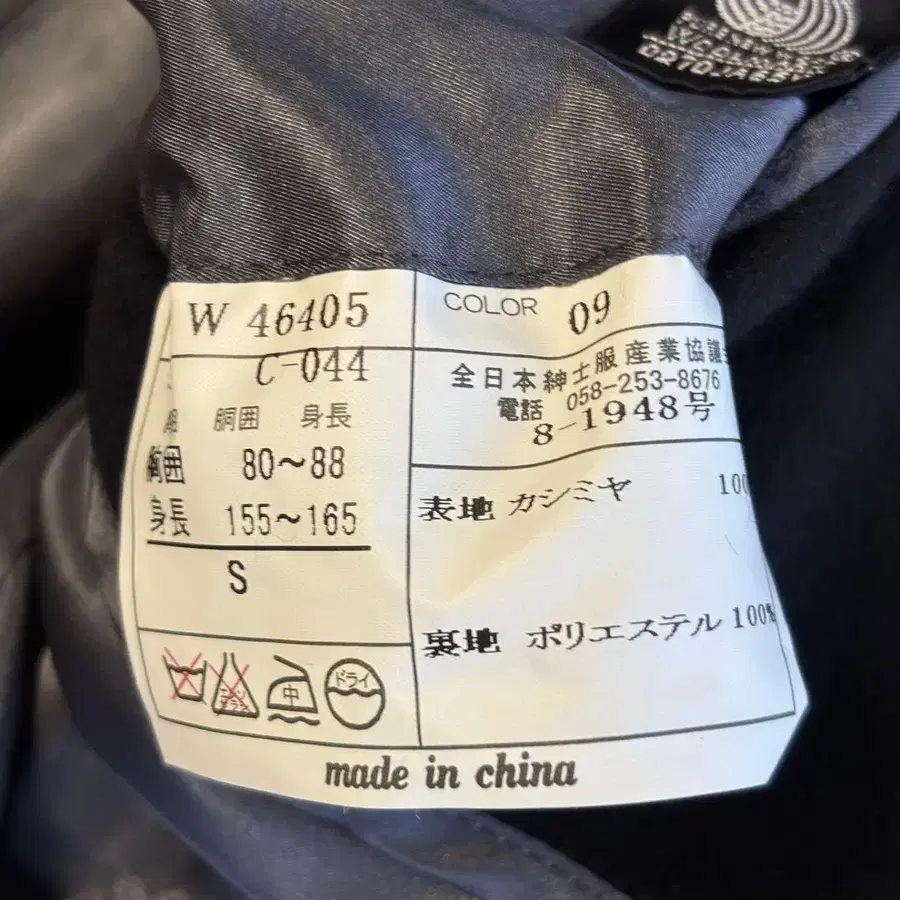 W 46405
C-044
胴囲 身長
胸囲 80~88
身長 155~165
S
中
ドライ
COLOR 09
全日本紳士服産業協議
電話 058-253-8676
8-1948号
表地 カシミヤ 100
裏地 ポリエステル 100%
made in china